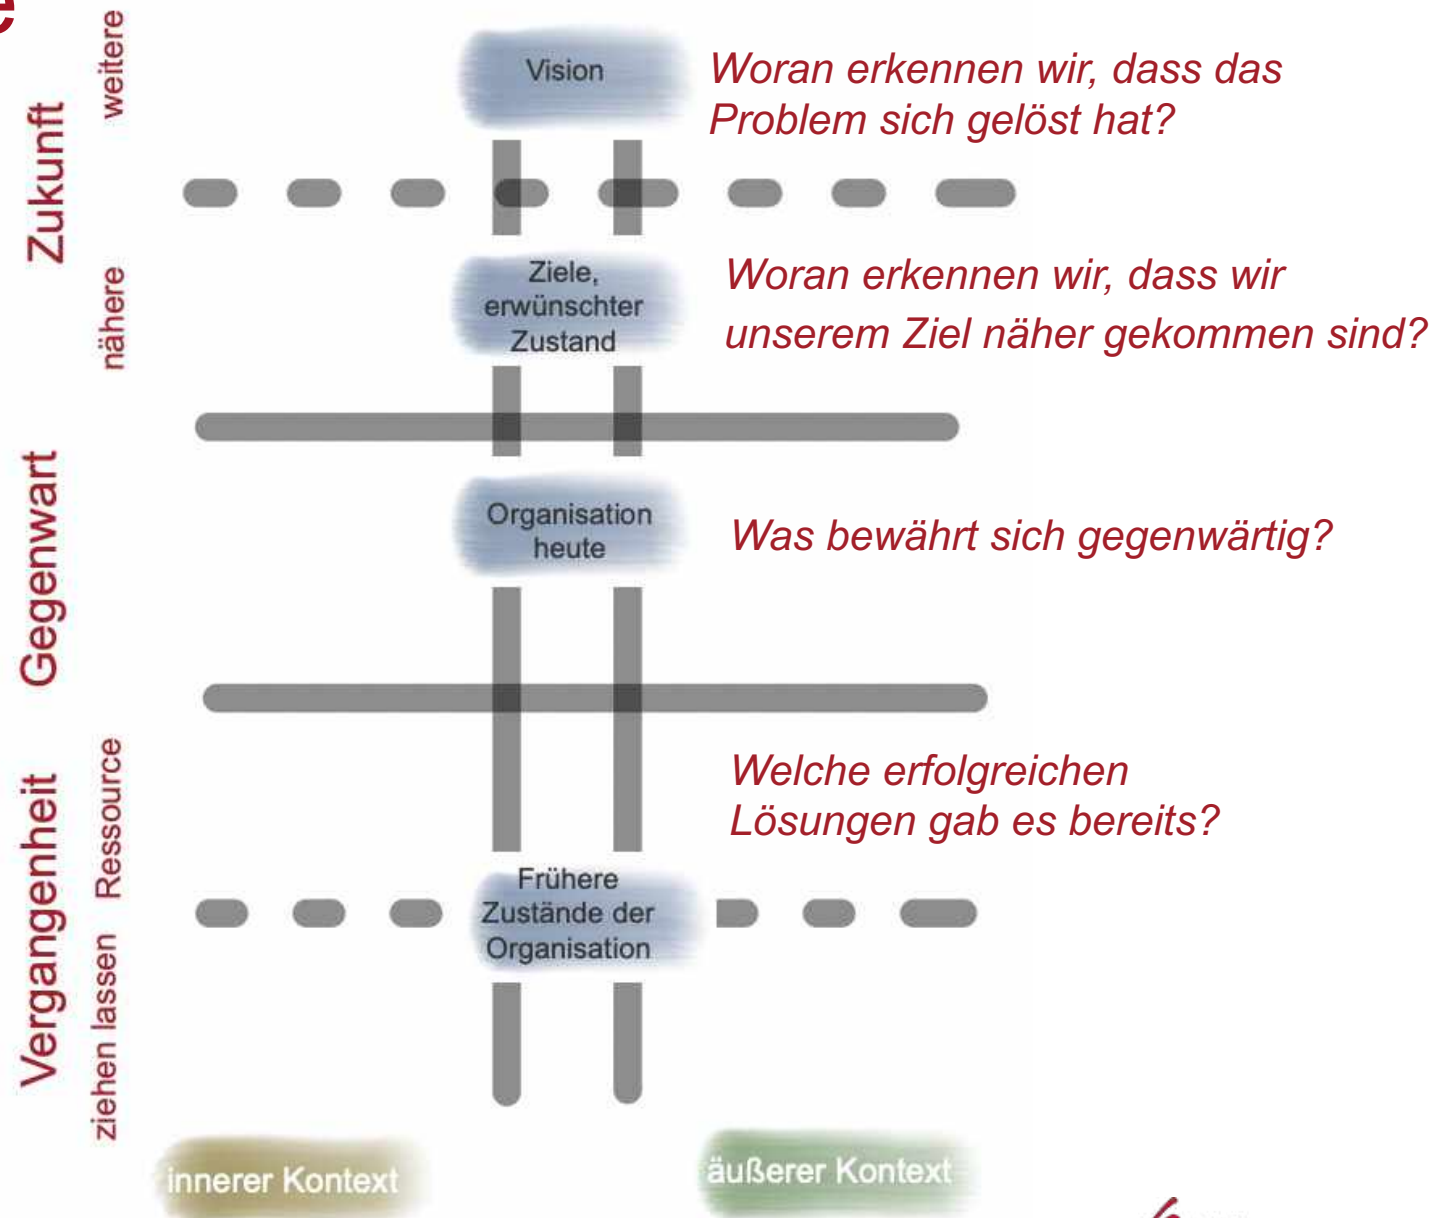 e
Zukunft
weitere
Vision
Woran erkennen wir, dass das
Problem sich gelöst hat?
nähere
Ziele,
erwünschter
Zustand
Woran erkennen wir, dass wir
unserem Ziel näher gekommen sind?
Gegenwart
Organisation
heute
Was bewährt sich gegenwärtig?
Vergangenheit
Ressource
Welche erfolgreichen
Lösungen gab es bereits?
Frühere
Zustände der
Organisation
ziehen lassen
innerer Kontext
äußerer Kontext